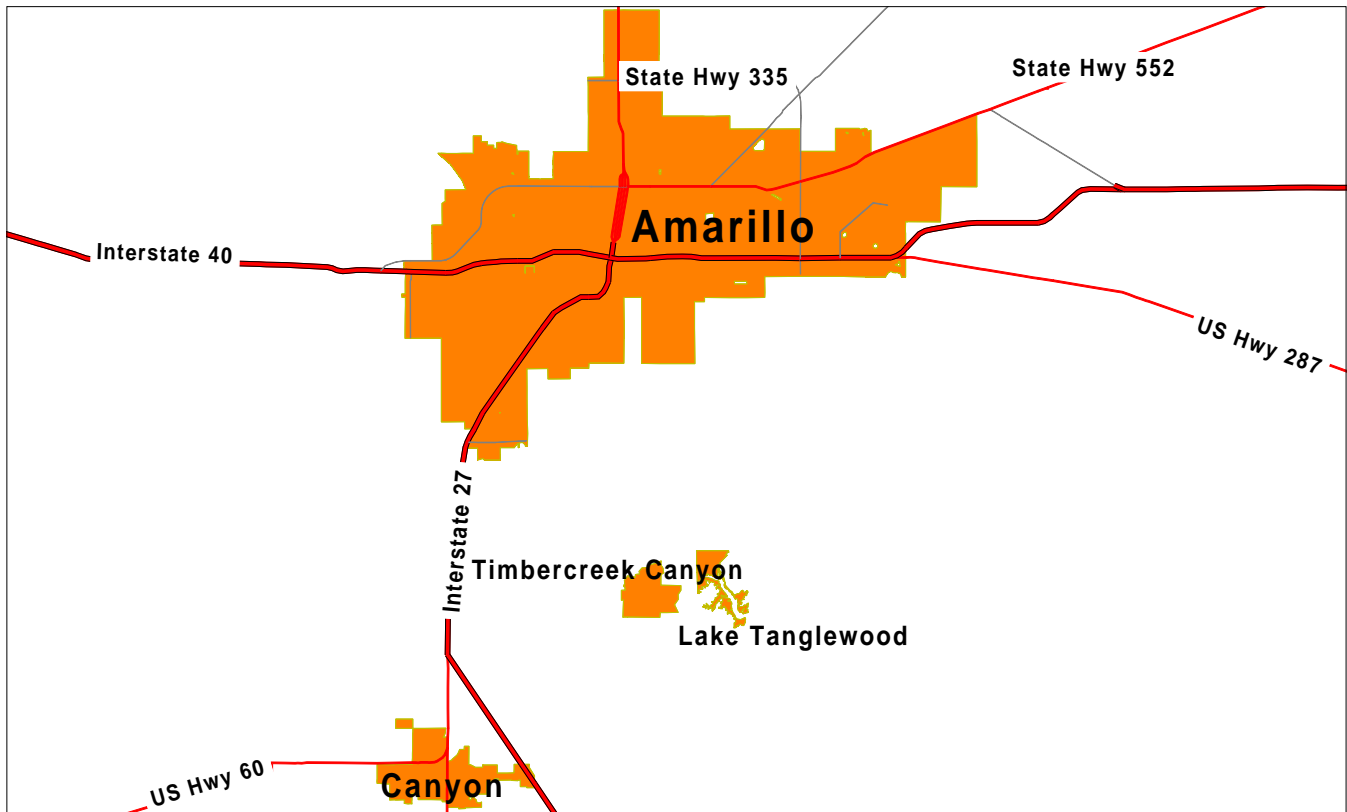 State Hwy 335
State Hwy 552
Amarillo
Interstate 40
US Hwy 287
Interstate 27
Timbercreek Canyon
Lake Tanglewood
US Hwy 60
Canyon